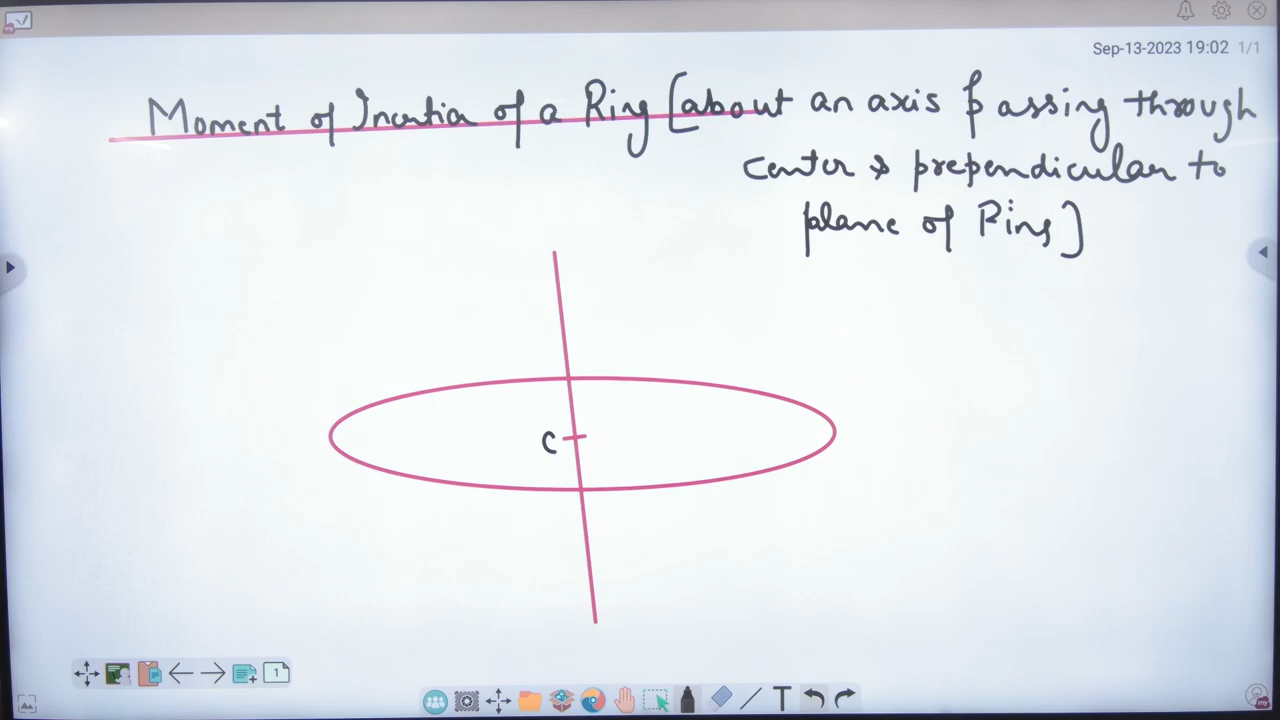 Sep-13-2023 19:02 1/1
Moment of Inertia of a Ring [about an axis passing through
center & prependicular to
plane of Ring]
C
1
T